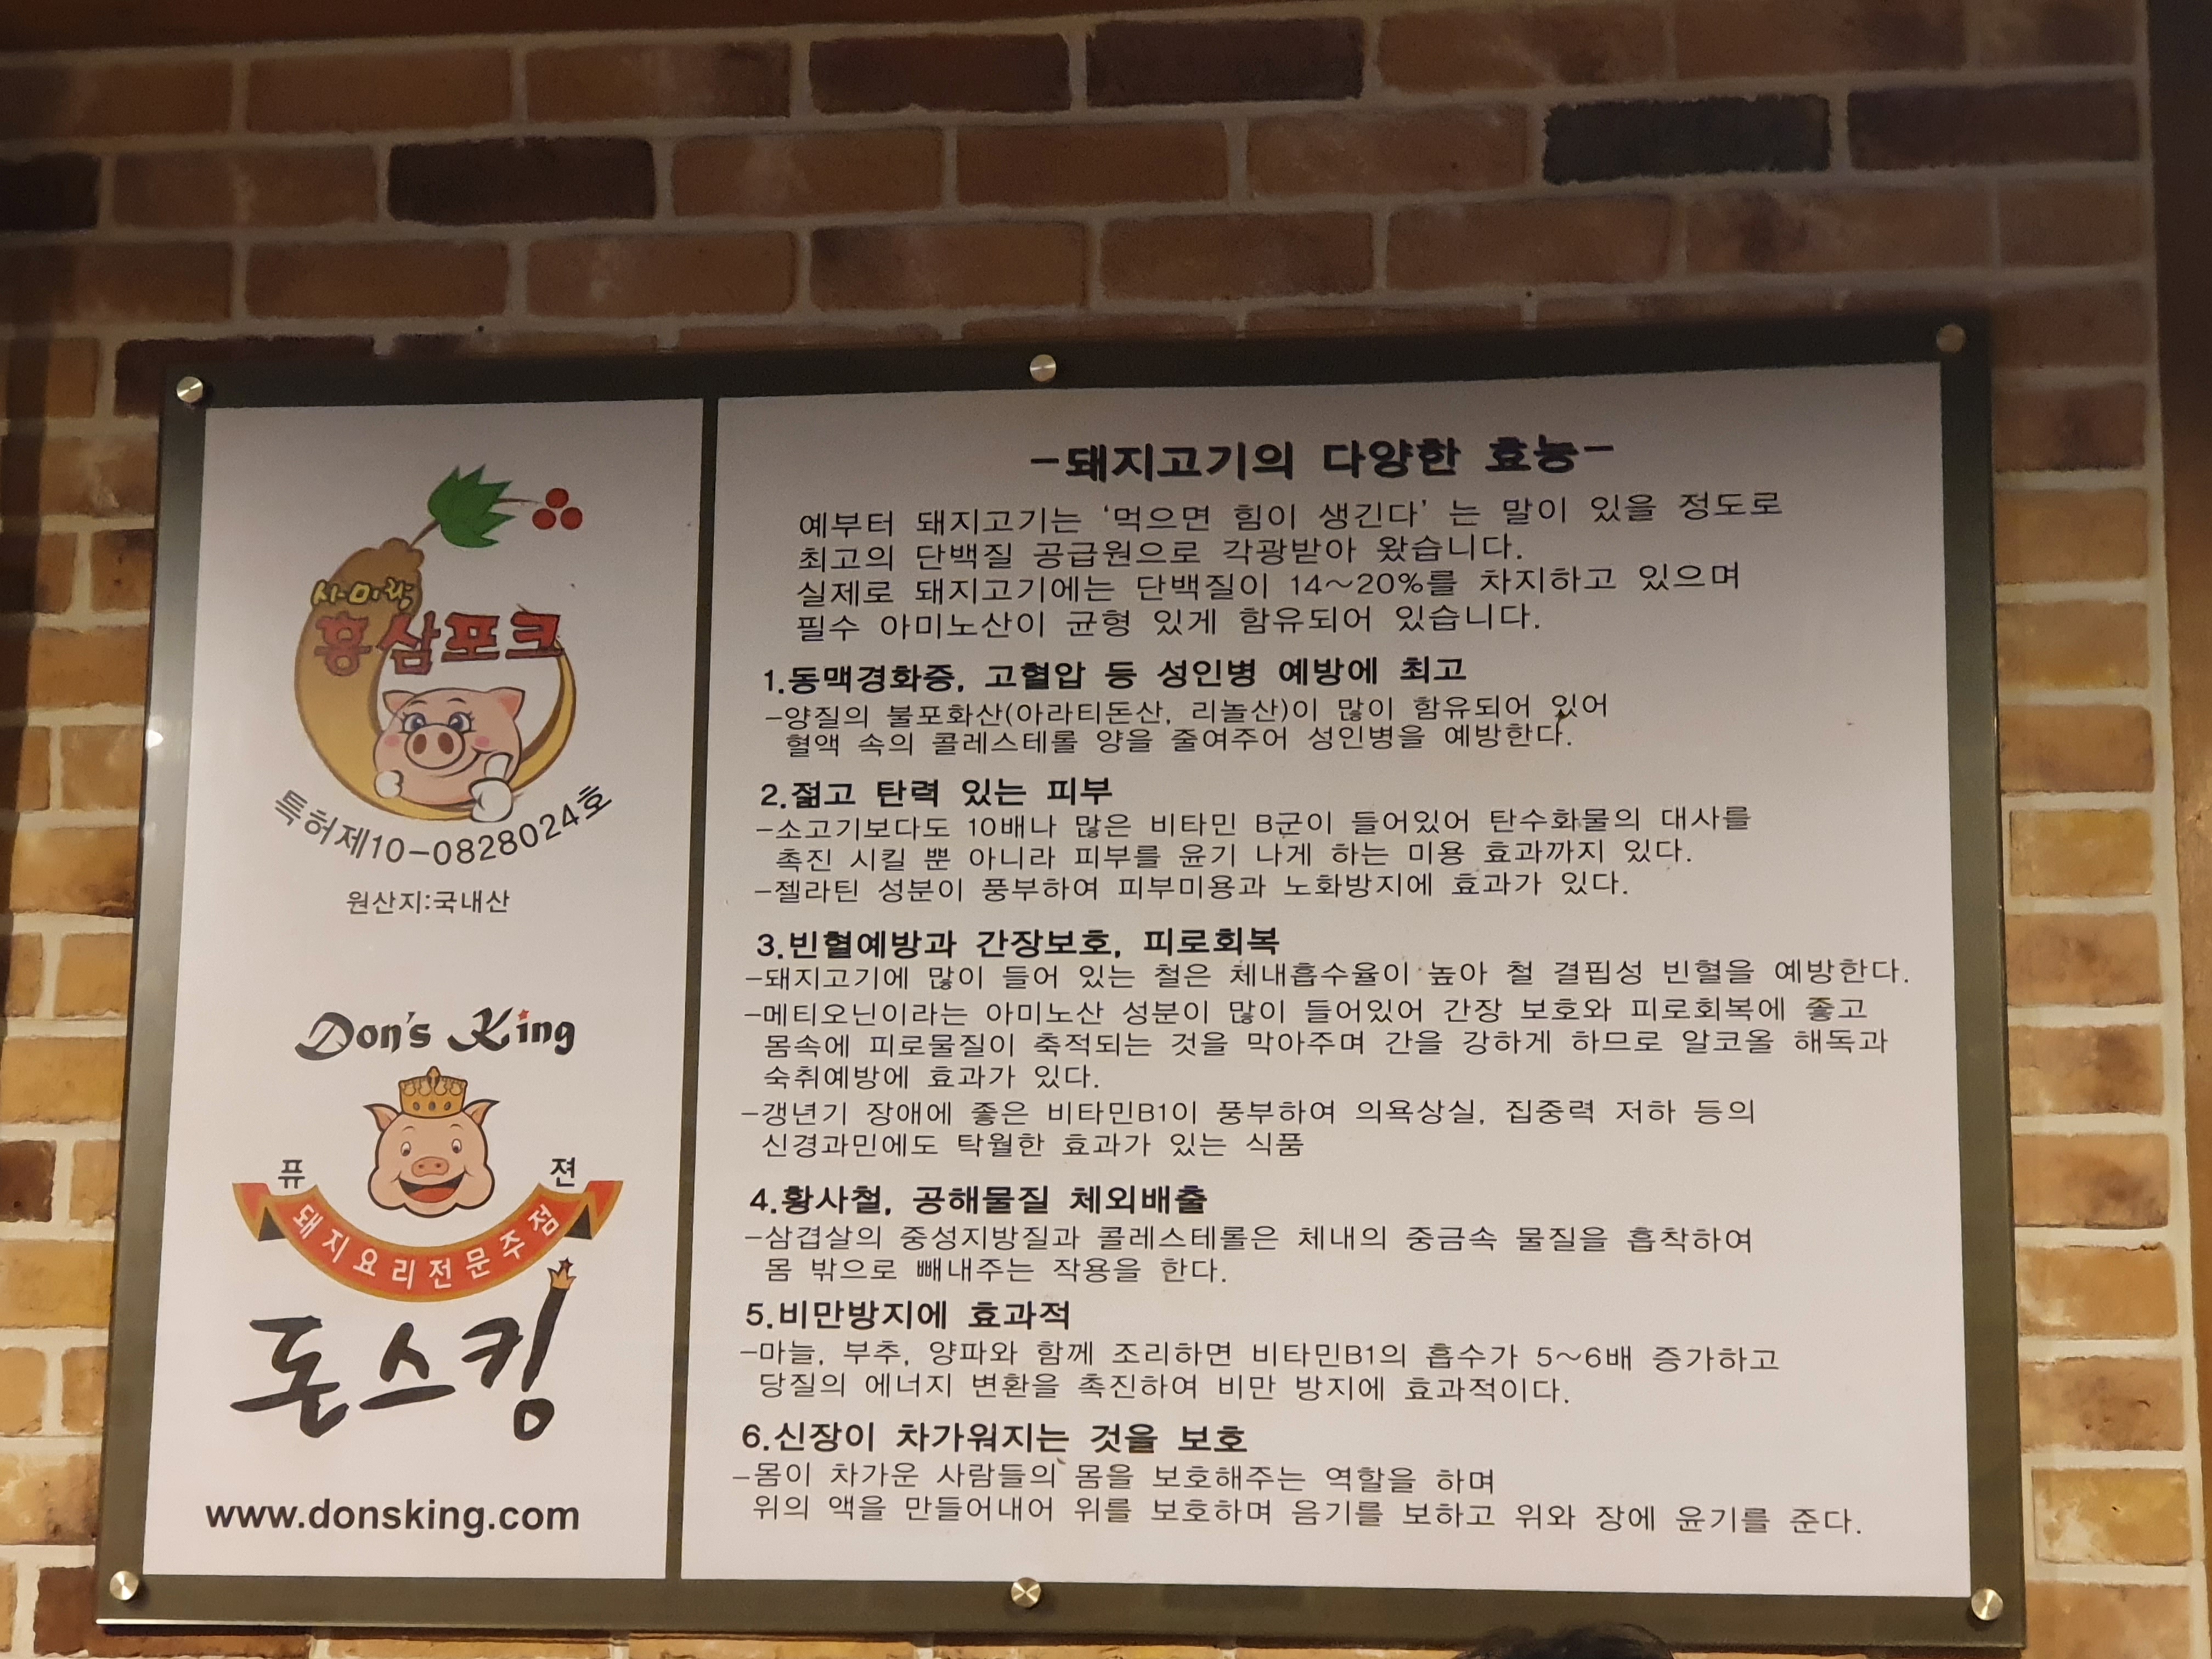 사미락
홍삼포크
특허제10-0828024호
원산지:국내산
Don's King
퓨 젼
돼지요리전문주점
돈스킹
www.donsking.com
-돼지고기의 다양한 효능-
예부터 돼지고기는 '먹으면 힘이 생긴다' 는 말이 있을 정도로
최고의 단백질 공급원으로 각광받아 왔습니다.
실제로 돼지고기에는 단백질이 14~20%를 차지하고 있으며
필수 아미노산이 균형 있게 함유되어 있습니다.
1.동맥경화증, 고혈압 등 성인병 예방에 최고
-양질의 불포화산(아라티돈산, 리놀산)이 많이 함유되어 있어
혈액 속의 콜레스테롤 양을 줄여주어 성인병을 예방한다.
2.젊고 탄력 있는 피부
-소고기보다도 10배나 많은 비타민 B군이 들어있어 탄수화물의 대사를
촉진 시킬 뿐 아니라 피부를 윤기 나게 하는 미용 효과까지 있다.
-젤라틴 성분이 풍부하여 피부미용과 노화방지에 효과가 있다.
3.빈혈예방과 간장보호, 피로회복
-돼지고기에 많이 들어 있는 철은 체내흡수율이 높아 철 결핍성 빈혈을 예방한다.
-메티오닌이라는 아미노산 성분이 많이 들어있어 간장 보호와 피로회복에 좋고
몸속에 피로물질이 축적되는 것을 막아주며 간을 강하게 하므로 알코올 해독과
숙취예방에 효과가 있다.
-갱년기 장애에 좋은 비타민B1이 풍부하여 의욕상실, 집중력 저하 등의
신경과민에도 탁월한 효과가 있는 식품
4.황사철, 공해물질 체외배출
-삼겹살의 중성지방질과 콜레스테롤은 체내의 중금속 물질을 흡착하여
몸 밖으로 빼내주는 작용을 한다.
5.비만방지에 효과적
-마늘, 부추, 양파와 함께 조리하면 비타민B1의 흡수가 5~6배 증가하고
당질의 에너지 변환을 촉진하여 비만 방지에 효과적이다.
6.신장이 차가워지는 것을 보호
-몸이 차가운 사람들의 몸을 보호해주는 역할을 하며
위의 액을 만들어내어 위를 보호하며 음기를 보하고 위와 장에 윤기를 준다.